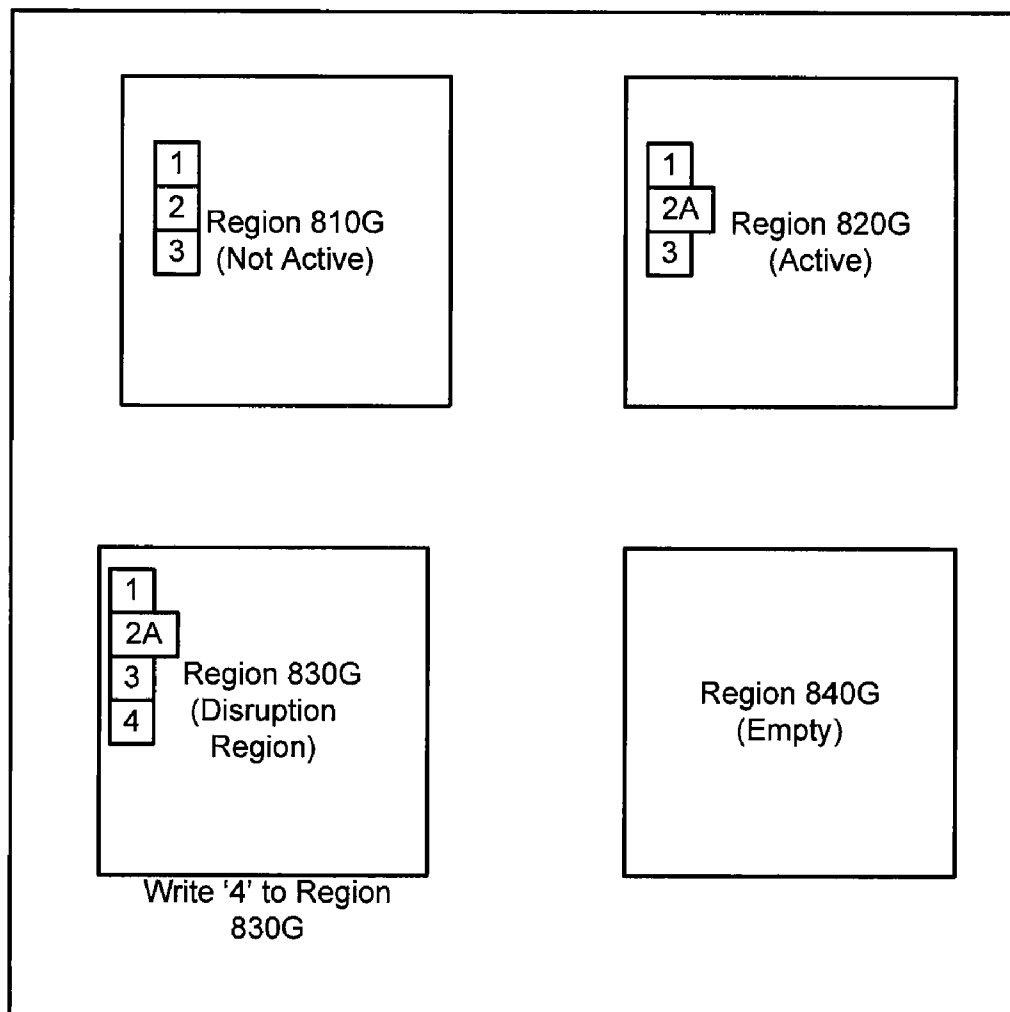 1
2
3
Region 810G
(Not Active)
1
2A
3
Region 820G
(Active)
1
2A
3
4
Region 830G
(Disruption
Region)
Write ‘4’ to Region
830G
Region 840G
(Empty)